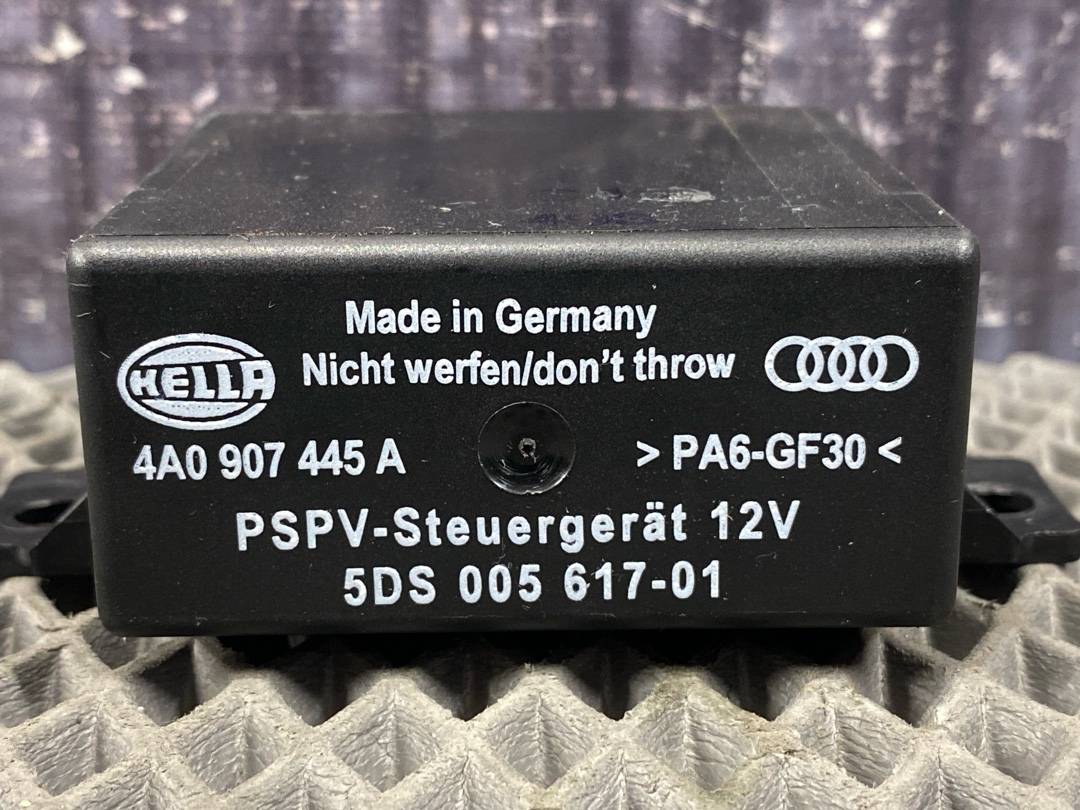 Made in Germany
HELLA
Nicht werfen/don't throw
4A0 907 445 A
> PA6-GF30 <
PSPV-Steuergerät 12V
5DS 005 617-01